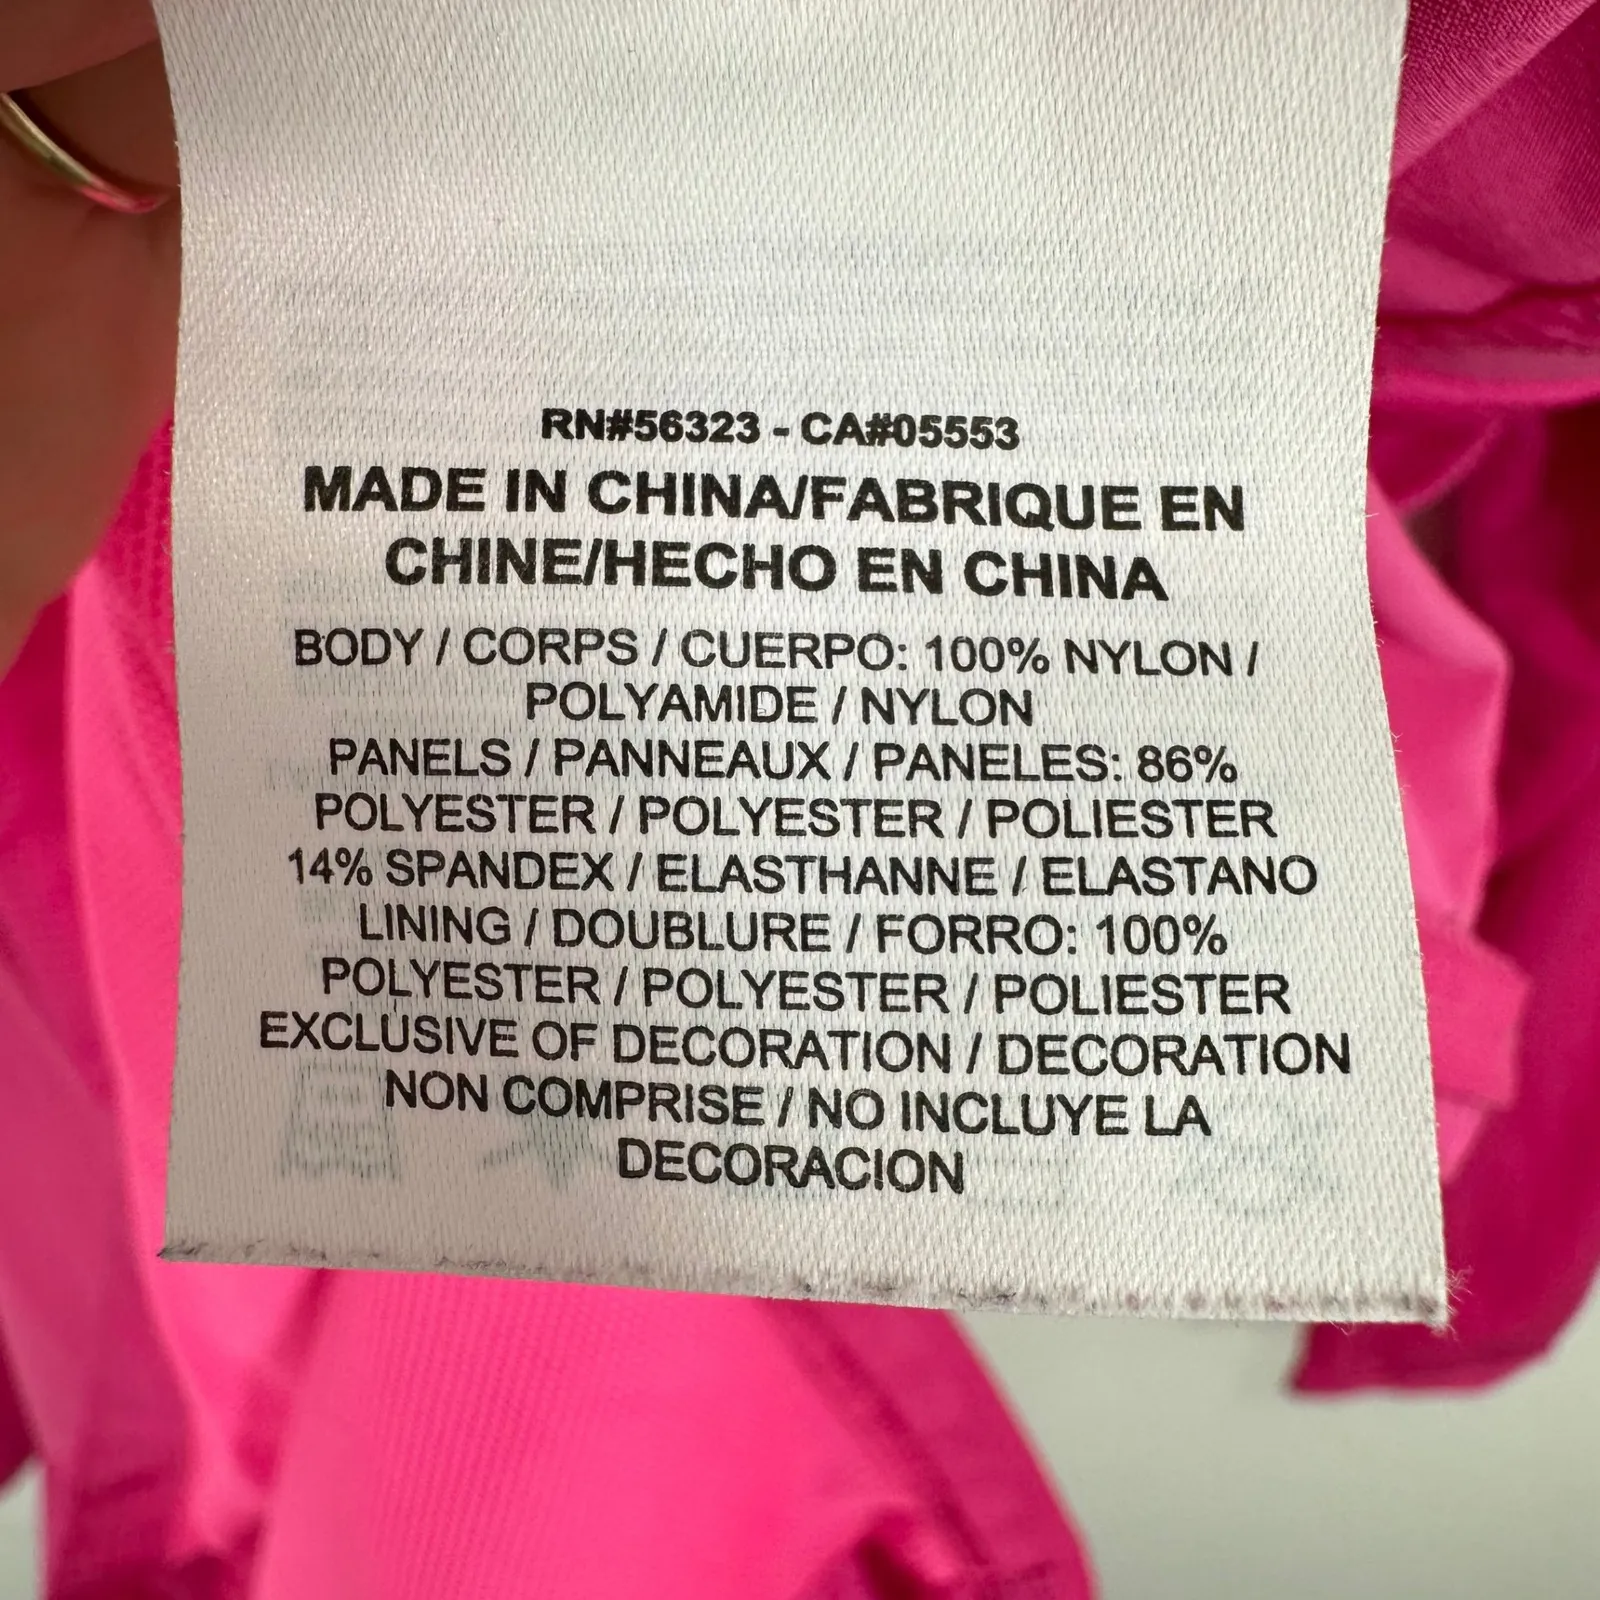 RN#56323 - CA#05553
MADE IN CHINA/FABRIQUE EN
CHINE/HECHO EN CHINA
BODY / CORPS / CUERPO: 100% NYLON /
POLYAMIDE / NYLON
PANELS / PANNEAUX / PANELES: 86%
POLYESTER / POLYESTER / POLIESTER
14% SPANDEX / ELASTHANNE / ELASTANO
LINING / DOUBLURE / FORRO: 100%
POLYESTER / POLYESTER / POLIESTER
EXCLUSIVE OF DECORATION / DECORATION
NON COMPRISE / NO INCLUYE LA
DECORACION